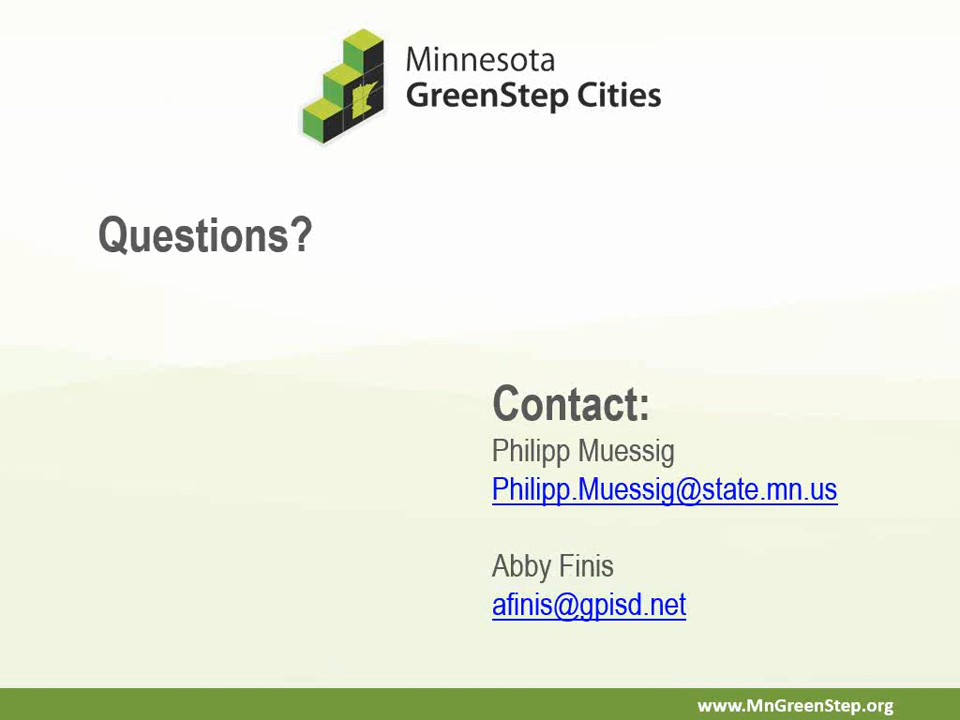 Minnesota
GreenStep Cities
Questions?
Contact:
Philipp Muessig
Philipp.Muessig@state.mn.us
Abby Finis
afinis@gpisd.net
www.MnGreenStep.org